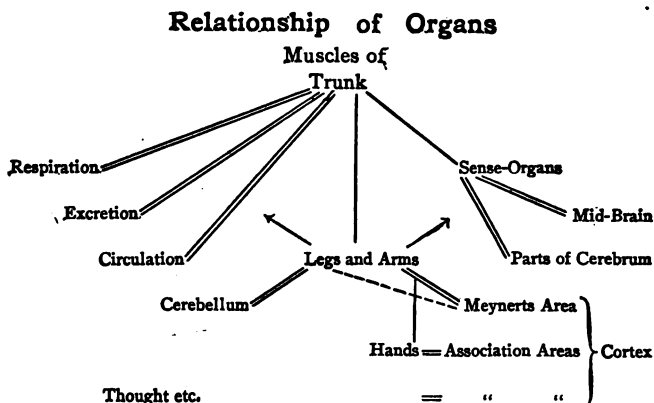 Relationship of Organs
Muscles of
Trunk
Respiration
Sense-Organs
Excretion
Mid-Brain
Circulation
Legs and Arms
Parts of Cerebrum
Cerebellum
Meynerts Area
Hands = Association Areas
Cortex
Thought etc. = “ “